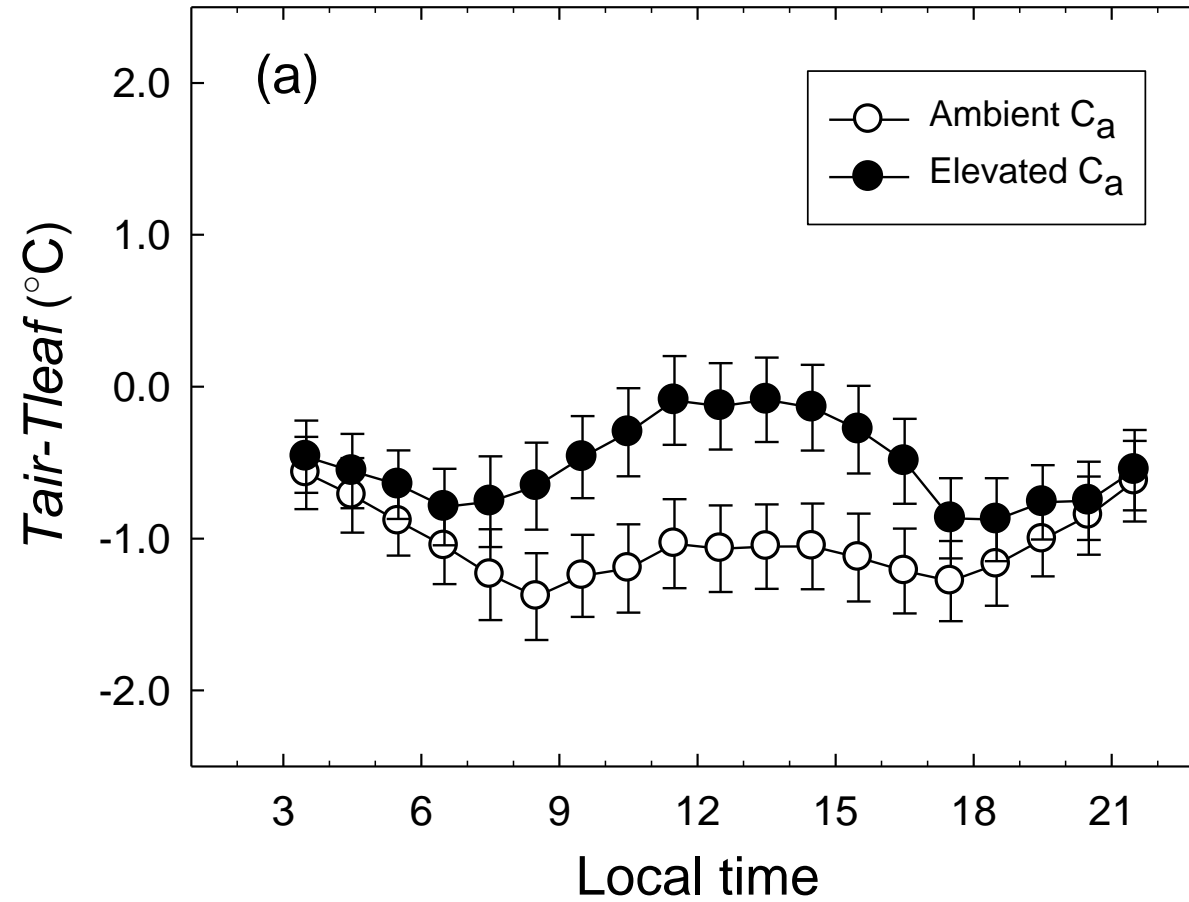 (a)
Ambient Ca
Elevated Ca
2.0
1.0
0.0
-1.0
-2.0
Tair-Tleaf (°C)
3 6 9 12 15 18 21
Local time